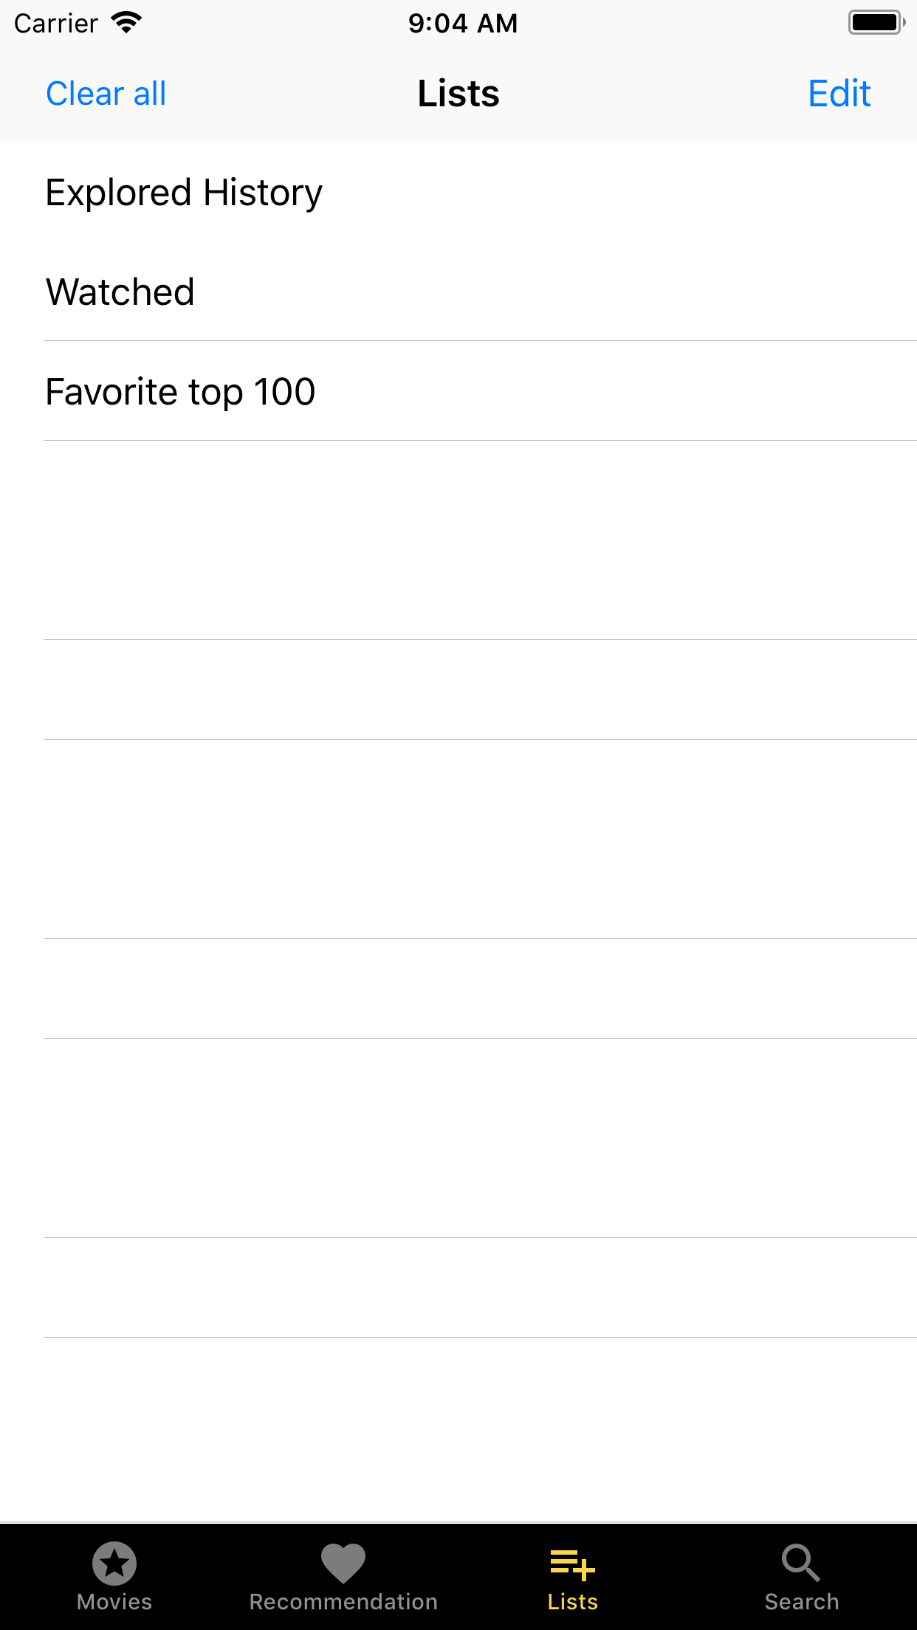 Carrier 9:04 AM
Clear all Lists Edit
Explored History
Watched
Favorite top 100
Movies Recommendation Lists Search